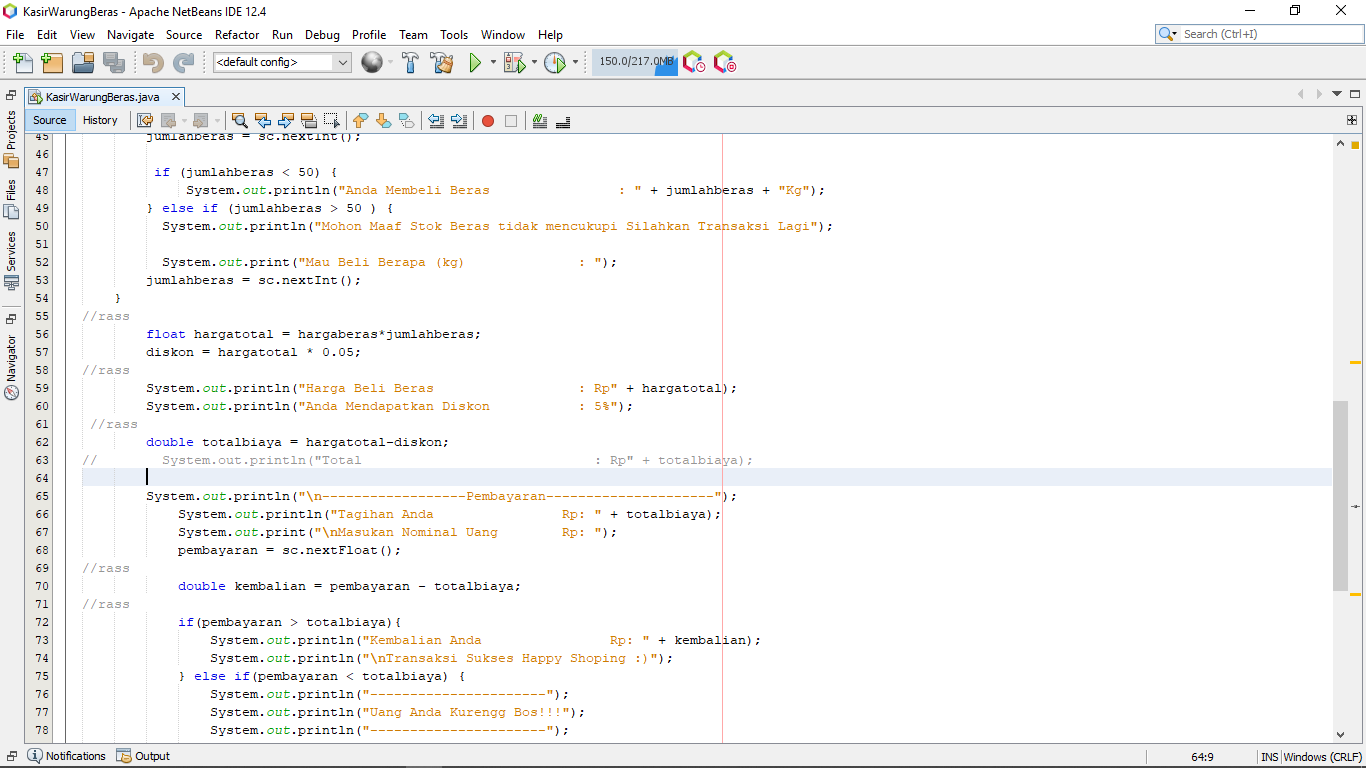 KasirWarungBeras - Apache NetBeans IDE 12.4
File Edit View Navigate Source Refactor Run Debug Profile Team Tools Window Help
Search (Ctrl+I)
<default config>
150.0/217.0MB
KasirWarungBeras.java
Source History
Projects
Files
Services
Navigator
45 jumlahberas = sc.nextInt();
46
47 if (jumlahberas < 50) {
48 System.out.println("Anda Membeli Beras : " + jumlahberas + "Kg");
49 } else if (jumlahberas > 50 ) {
50 System.out.println("Mohon Maaf Stok Beras tidak mencukupi Silahkan Transaksi Lagi");
51
52 System.out.print("Mau Beli Berapa (kg) : ");
53 jumlahberas = sc.nextInt();
54 }
55 //rass
56 float hargatotal = hargaberas*jumlahberas;
57 diskon = hargatotal * 0.05;
58 //rass
59 System.out.println("Harga Beli Beras : Rp" + hargatotal);
60 System.out.println("Anda Mendapatkan Diskon : 5%");
61 //rass
62 double totalbiaya = hargatotal-diskon;
63 // System.out.println("Total : Rp" + totalbiaya);
64
65 System.out.println("\n------------------Pembayaran---------------------");
66 System.out.println("Tagihan Anda Rp: " + totalbiaya);
67 System.out.print("\nMasukan Nominal Uang Rp: ");
68 pembayaran = sc.nextFloat();
69 //rass
70 double kembalian = pembayaran - totalbiaya;
71 //rass
72 if(pembayaran > totalbiaya){
73 System.out.println("Kembalian Anda Rp: " + kembalian);
74 System.out.println("\nTransaksi Sukses Happy Shoping :)");
75 } else if(pembayaran < totalbiaya) {
76 System.out.println("----------------------");
77 System.out.println("Uang Anda Kurengg Bos!!!");
78 System.out.println("----------------------");
Notifications Output
64:9 INS Windows (CRLF)